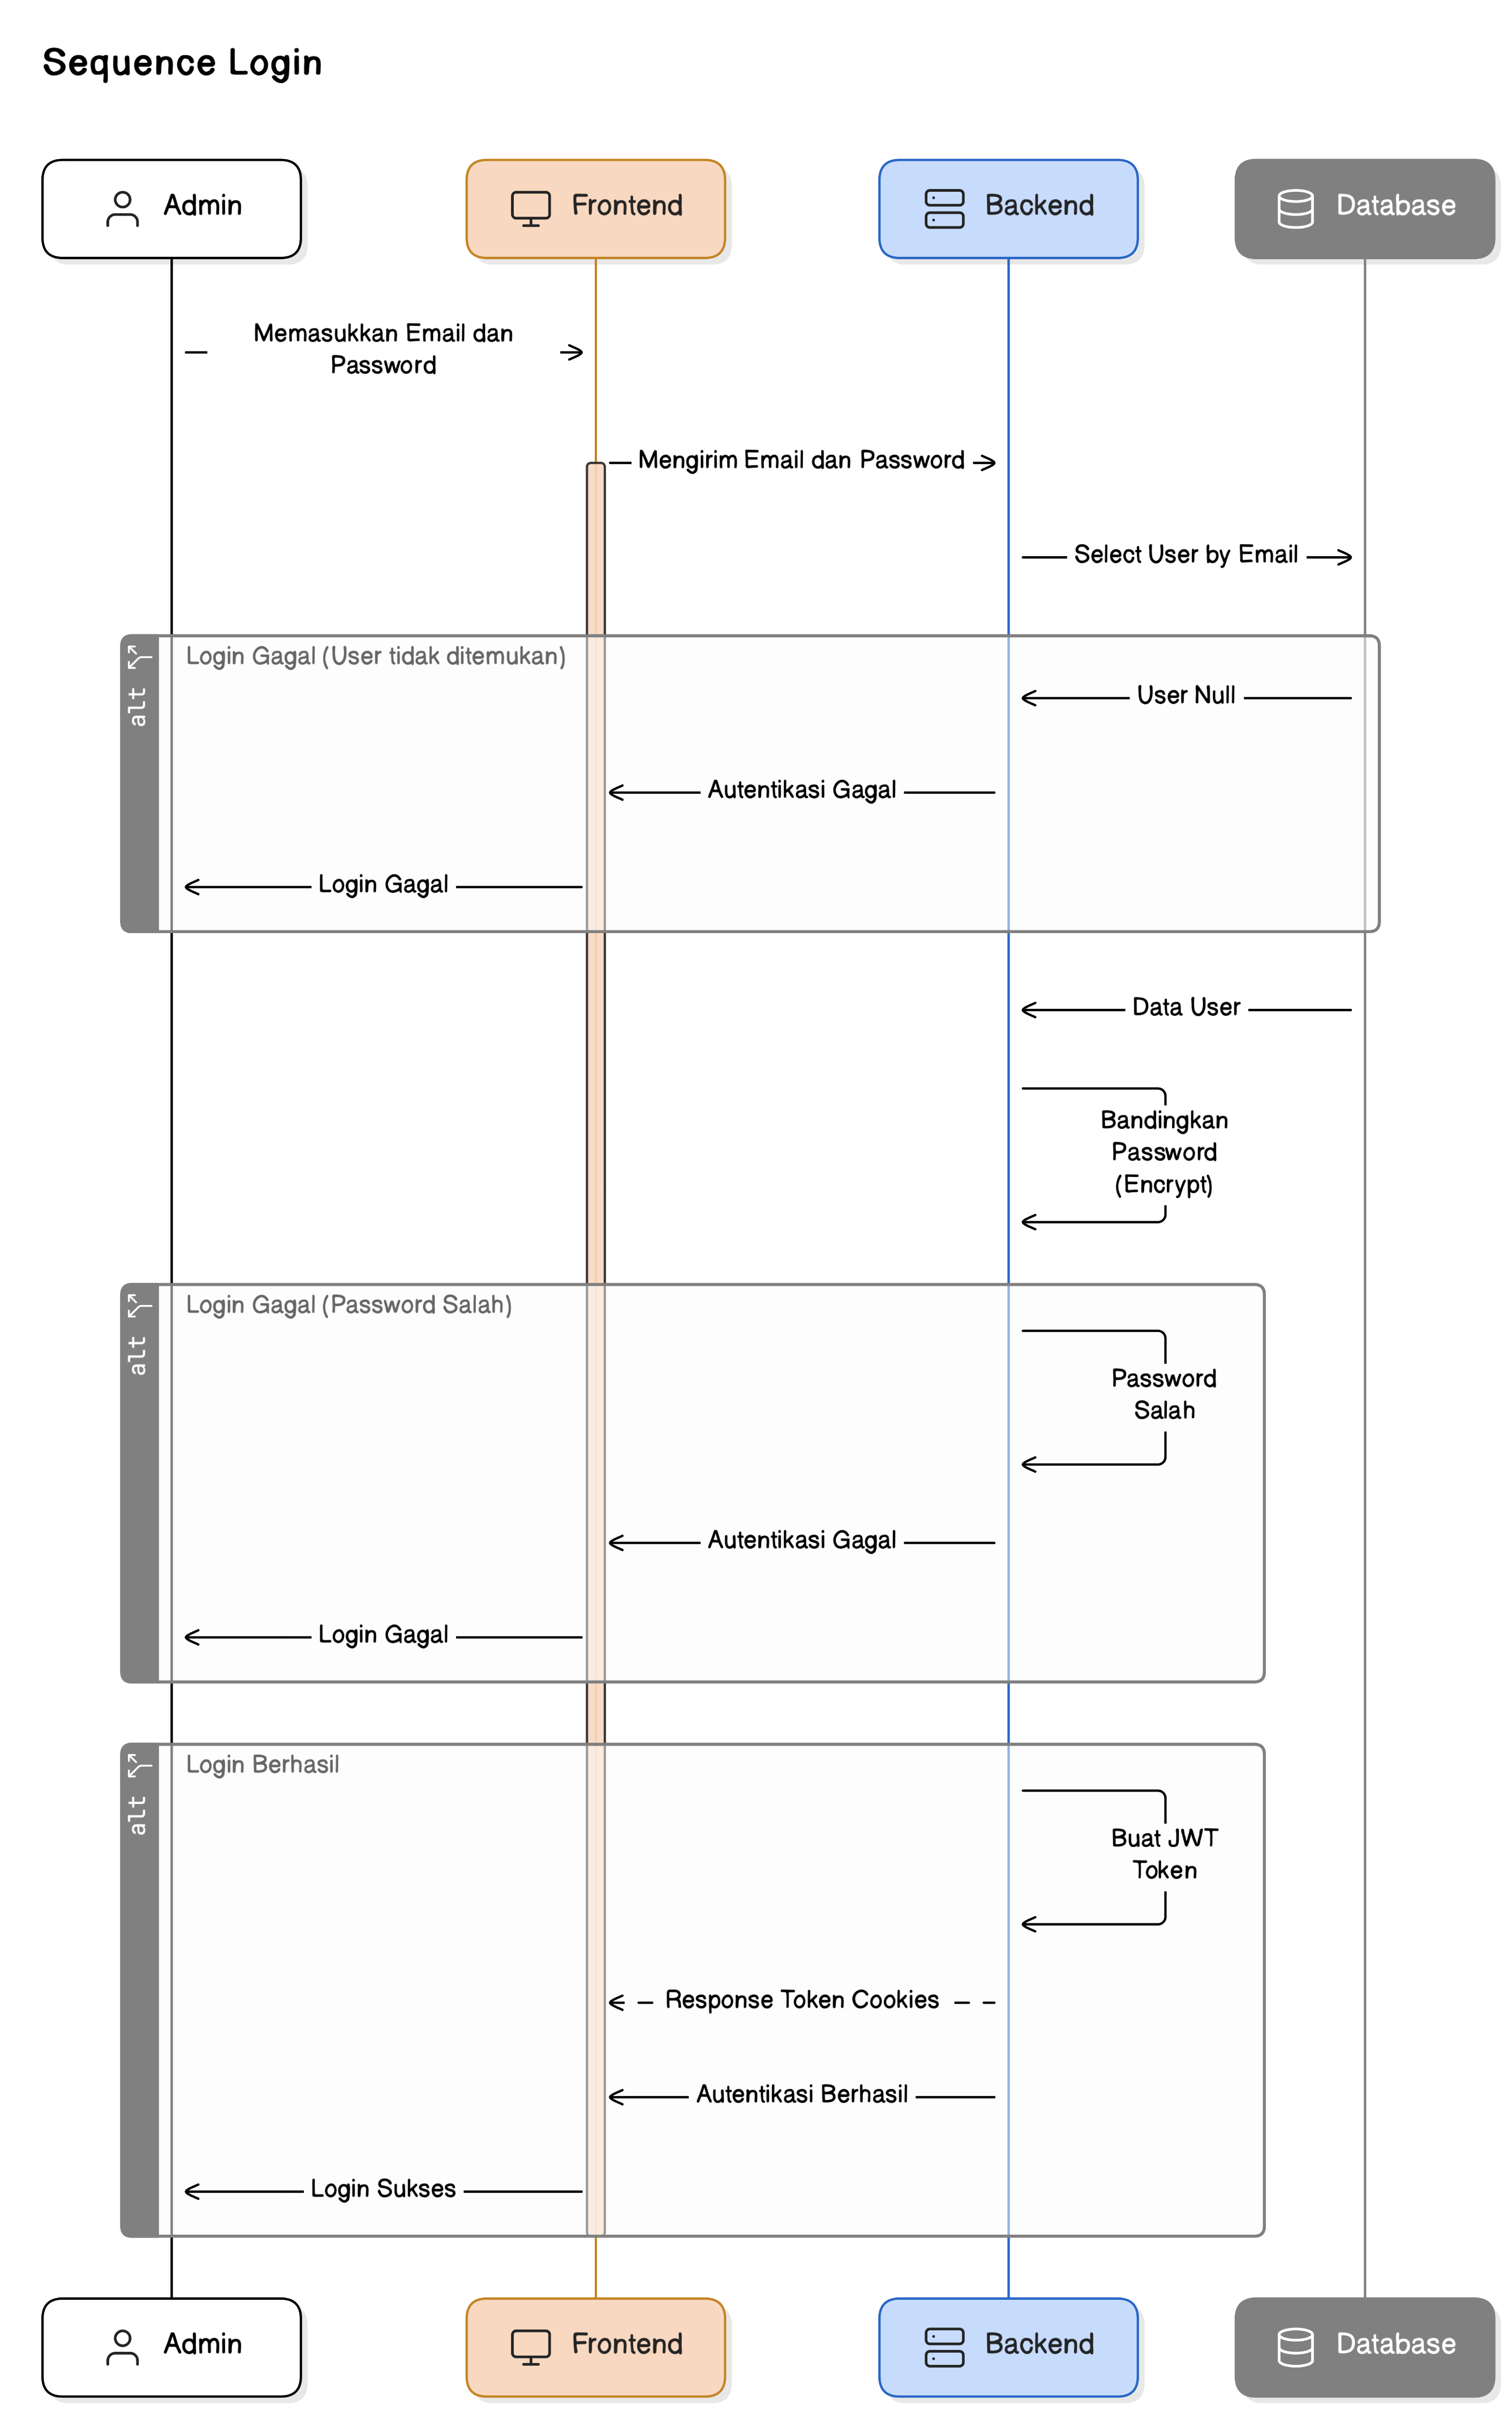 Sequence Login
Admin
Frontend
Backend
Database
Memasukkan Email dan
Password
Mengirim Email dan Password
Select User by Email
alt
Login Gagal (User tidak ditemukan)
User Null
Autentikasi Gagal
Login Gagal
Data User
Bandingkan
Password
(Encrypt)
alt
Login Gagal (Password Salah)
Password
Salah
Autentikasi Gagal
Login Gagal
alt
Login Berhasil
Buat JWT
Token
Response Token Cookies
Autentikasi Berhasil
Login Sukses
Admin
Frontend
Backend
Database